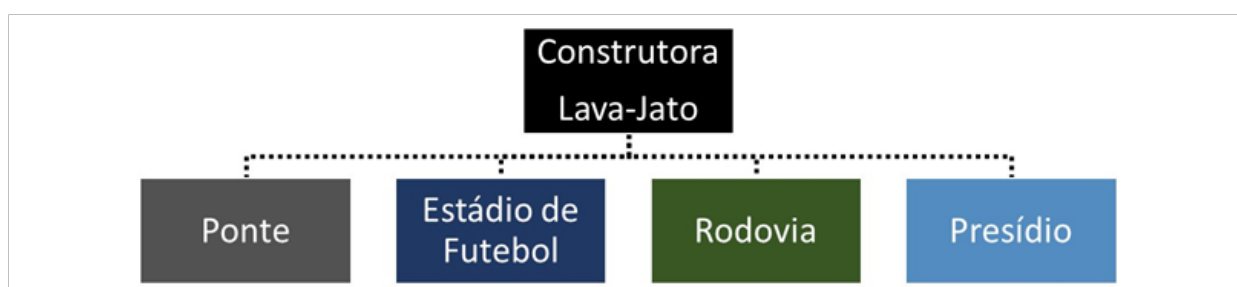 Construtora
Lava-Jato
Ponte
Estádio de
Futebol
Rodovia
Presídio